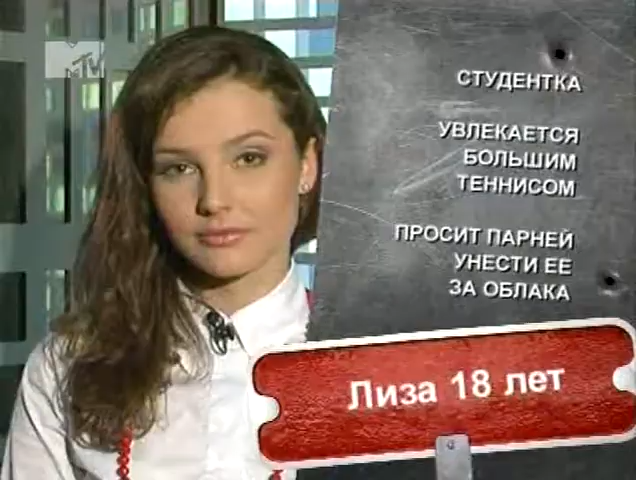 MTV
СТУДЕНТКА
УВЛЕКАЕТСЯ
БОЛЬШИМ
ТЕННИСОМ
ПРОСИТ ПАРНЕЙ
УНЕСТИ ЕЕ
ЗА ОБЛАКА
Лиза 18 лет